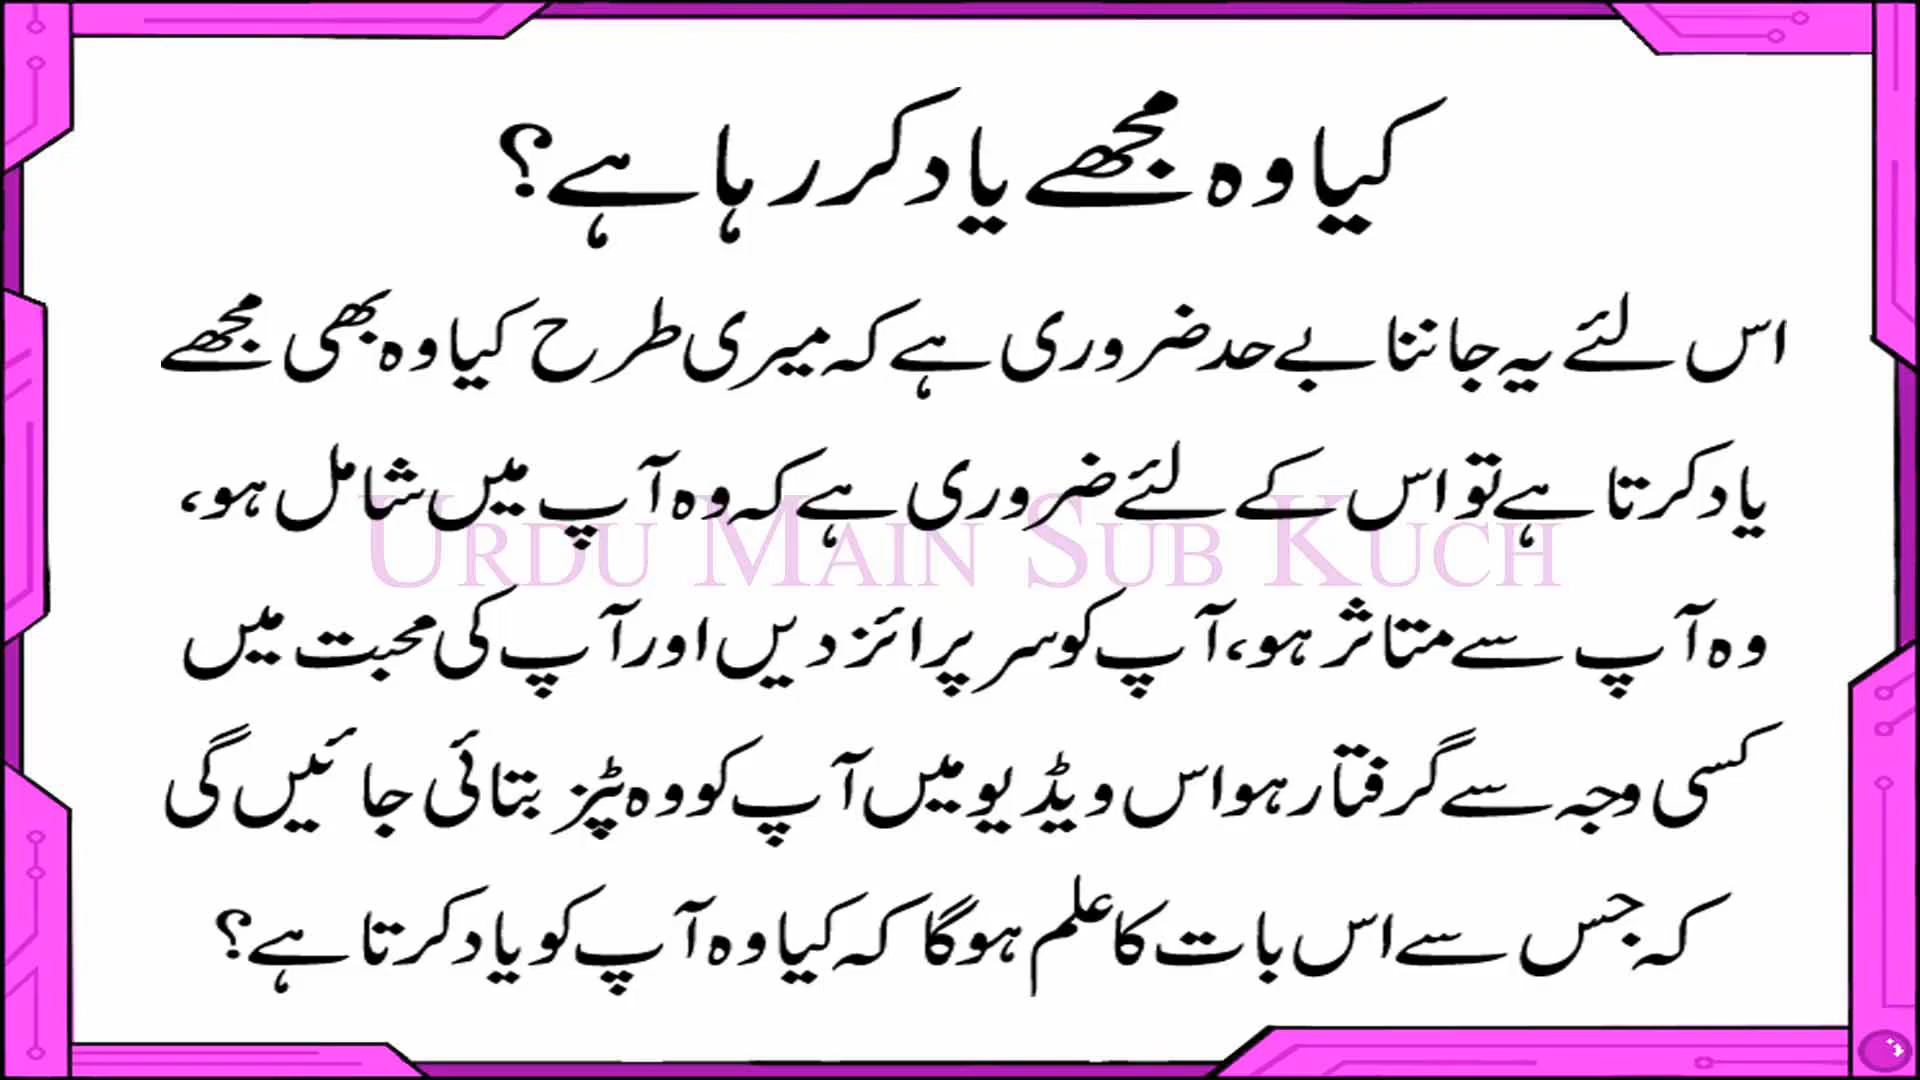 کیا وہ مجھے یاد کر رہا ہے؟
اس لئے یہ جاننا بے حد ضروری ہے کہ میری طرح کیا وہ بھی مجھے
یاد کرتا ہے تو اس کے لئے ضروری ہے کہ وہ آپ میں شامل ہو،
URDU MAIN SUB KUCH
وہ آپ سے متاثر ہو، آپ کو سرپرائز دیں اور آپ کی محبت میں
کسی وجہ سے گرفتار ہو اس ویڈیو میں آپ کو وہ ٹپز بتائی جائیں گی
کہ جس سے اس بات کا علم ہو گا کہ کیا وہ آپ کو یاد کرتا ہے؟